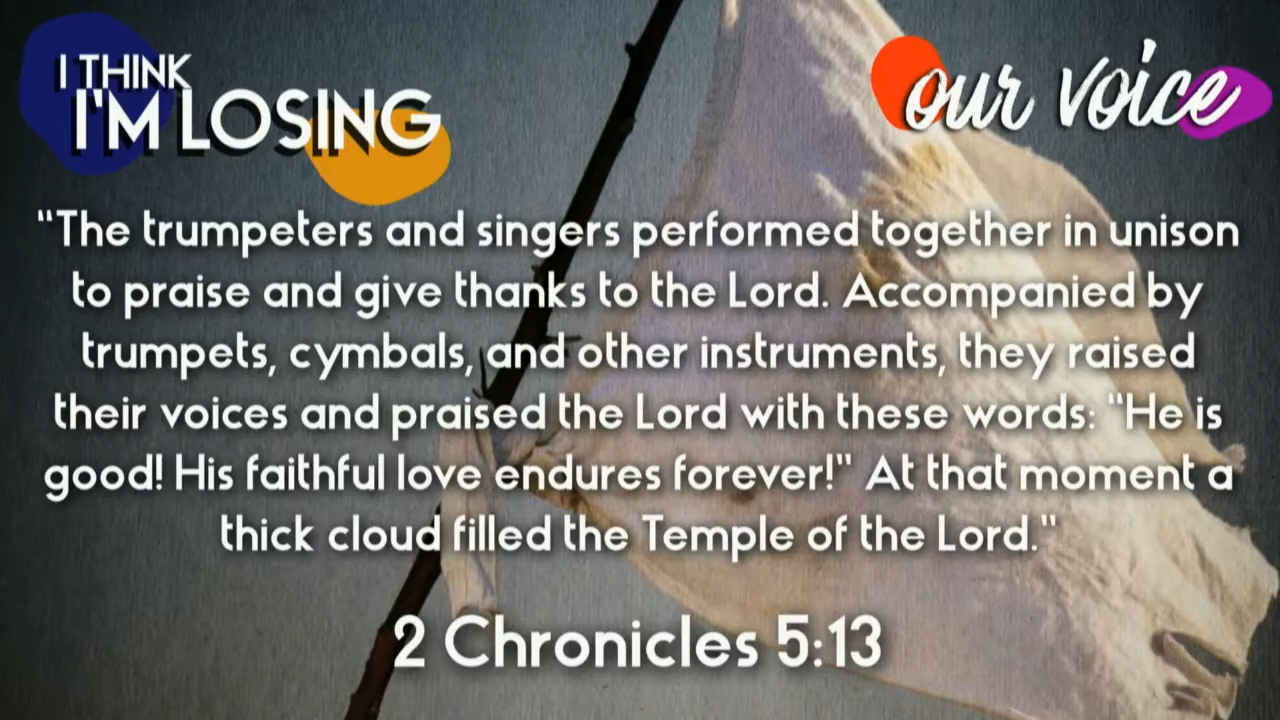 I THINK
I'M LOSING
our voice
"The trumpeters and singers performed together in unison
to praise and give thanks to the Lord. Accompanied by
trumpets, cymbals, and other instruments, they raised
their voices and praised the Lord with these words: "He is
good! His faithful love endures forever!" At that moment a
thick cloud filled the Temple of the Lord."
2 Chronicles 5:13